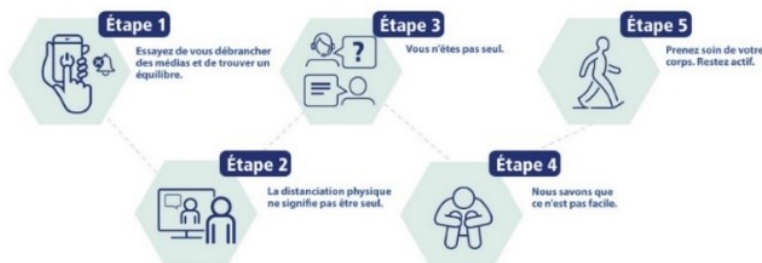 Étape 1
Essayez de vous débrancher
des médias et de trouver un
équilibre.
Étape 2
La distanciation physique
ne signifie pas être seul.
Étape 3
?
Vous n'êtes pas seul.
Étape 4
Nous savons que
ce n'est pas facile.
Étape 5
Prenez soin de votre
corps. Restez actif.